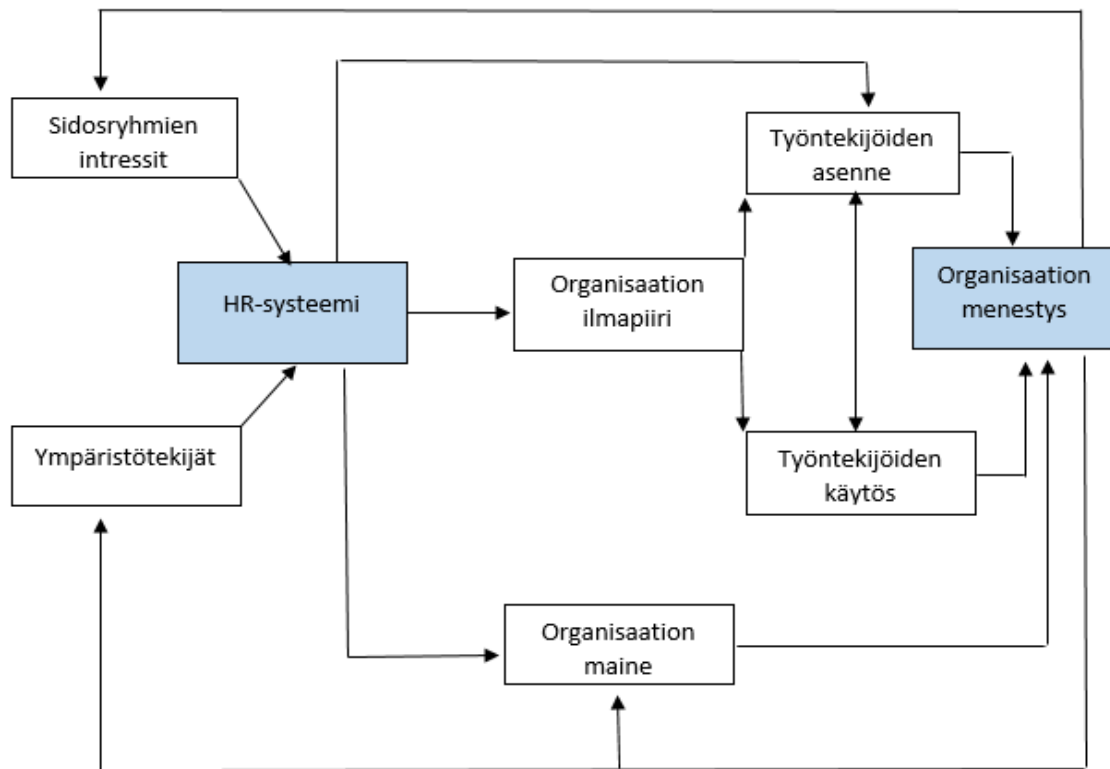 Sidosryhmien
intressit
Työntekijöiden
asenne
HR-systeemi
Organisaation
ilmapiiri
Organisaation
menestys
Ympäristötekijät
Työntekijöiden
käytös
Organisaation
maine